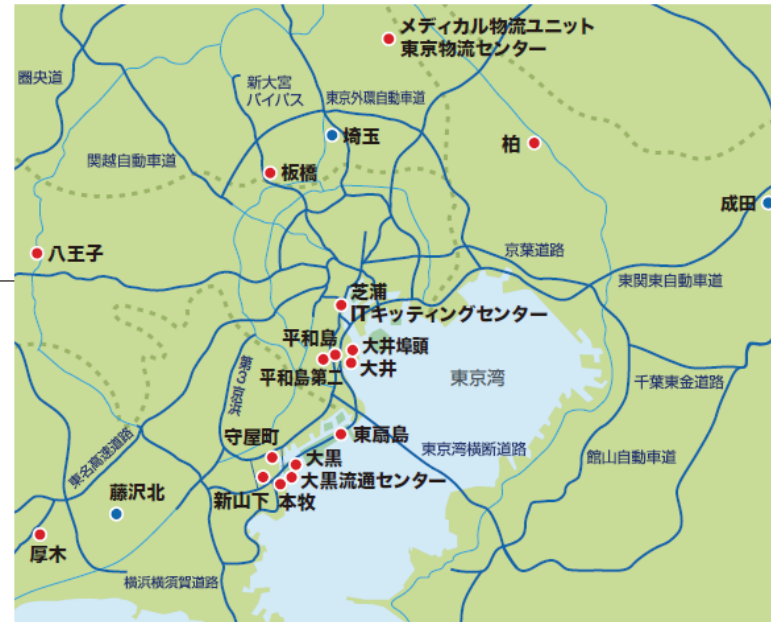 メディカル物流ユニット
東京物流センター
圏央道
新大宮
バイパス
東京外環自動車道
埼玉
柏
関越自動車道
板橋
成田
八王子
京葉道路
東関東自動車道
芝浦
ITキッティングセンター
平和島
大井埠頭
平和島第二
大井
東京湾
第3京浜
千葉東金道路
守屋町
東扇島
東京湾横断道路
東名高速道路
大黒
館山自動車道
大黒流通センター
藤沢北
新山下
本牧
厚木
横浜横須賀道路